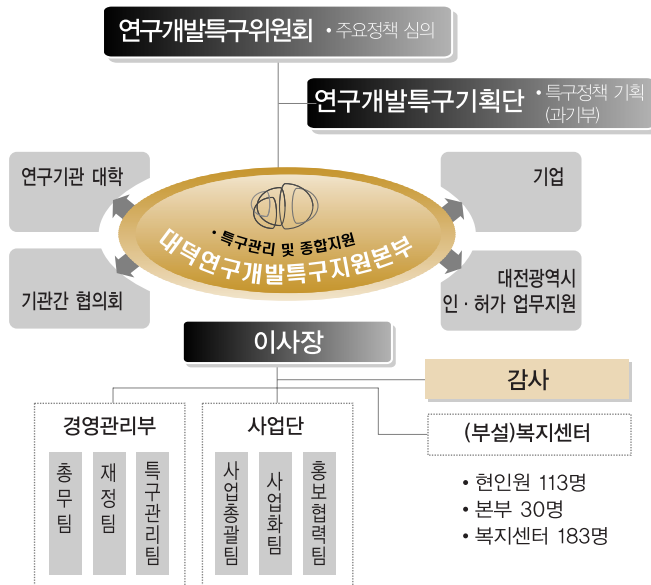 연구개발특구위원회 • 주요정책 심의
연구개발특구기획단 • 특구정책 기획
(과기부)
연구기관 대학
기업
• 특구관리 및 종합지원
대덕연구개발특구지원본부
기관간 협의회
대전광역시
인 · 허가 업무지원
이사장
감사
경영관리부
총무팀
재정팀
특구관리팀
사업단
사업총괄팀
사업화팀
홍보협력팀
(부설)복지센터
• 현인원 113명
• 본부 30명
• 복지센터 183명